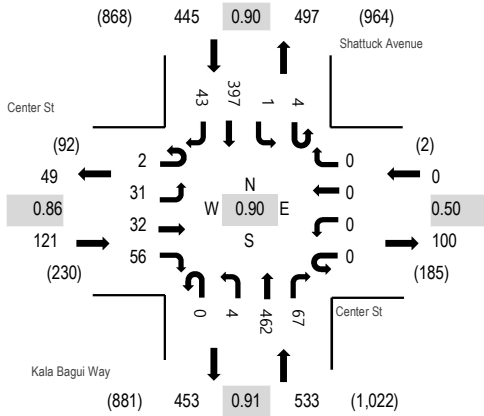 (868) 445 0.90 497 (964)
Shattuck Avenue
Center St
43 397 1 4
(92) (2)
49 2 0 0
31 N 0
0.86 W 0.90 E 0.50
32 0
121 S 100
56 0
(230) (185)
0 4 462 67
Center St
Kala Bagui Way
(881) 453 0.91 533 (1,022)